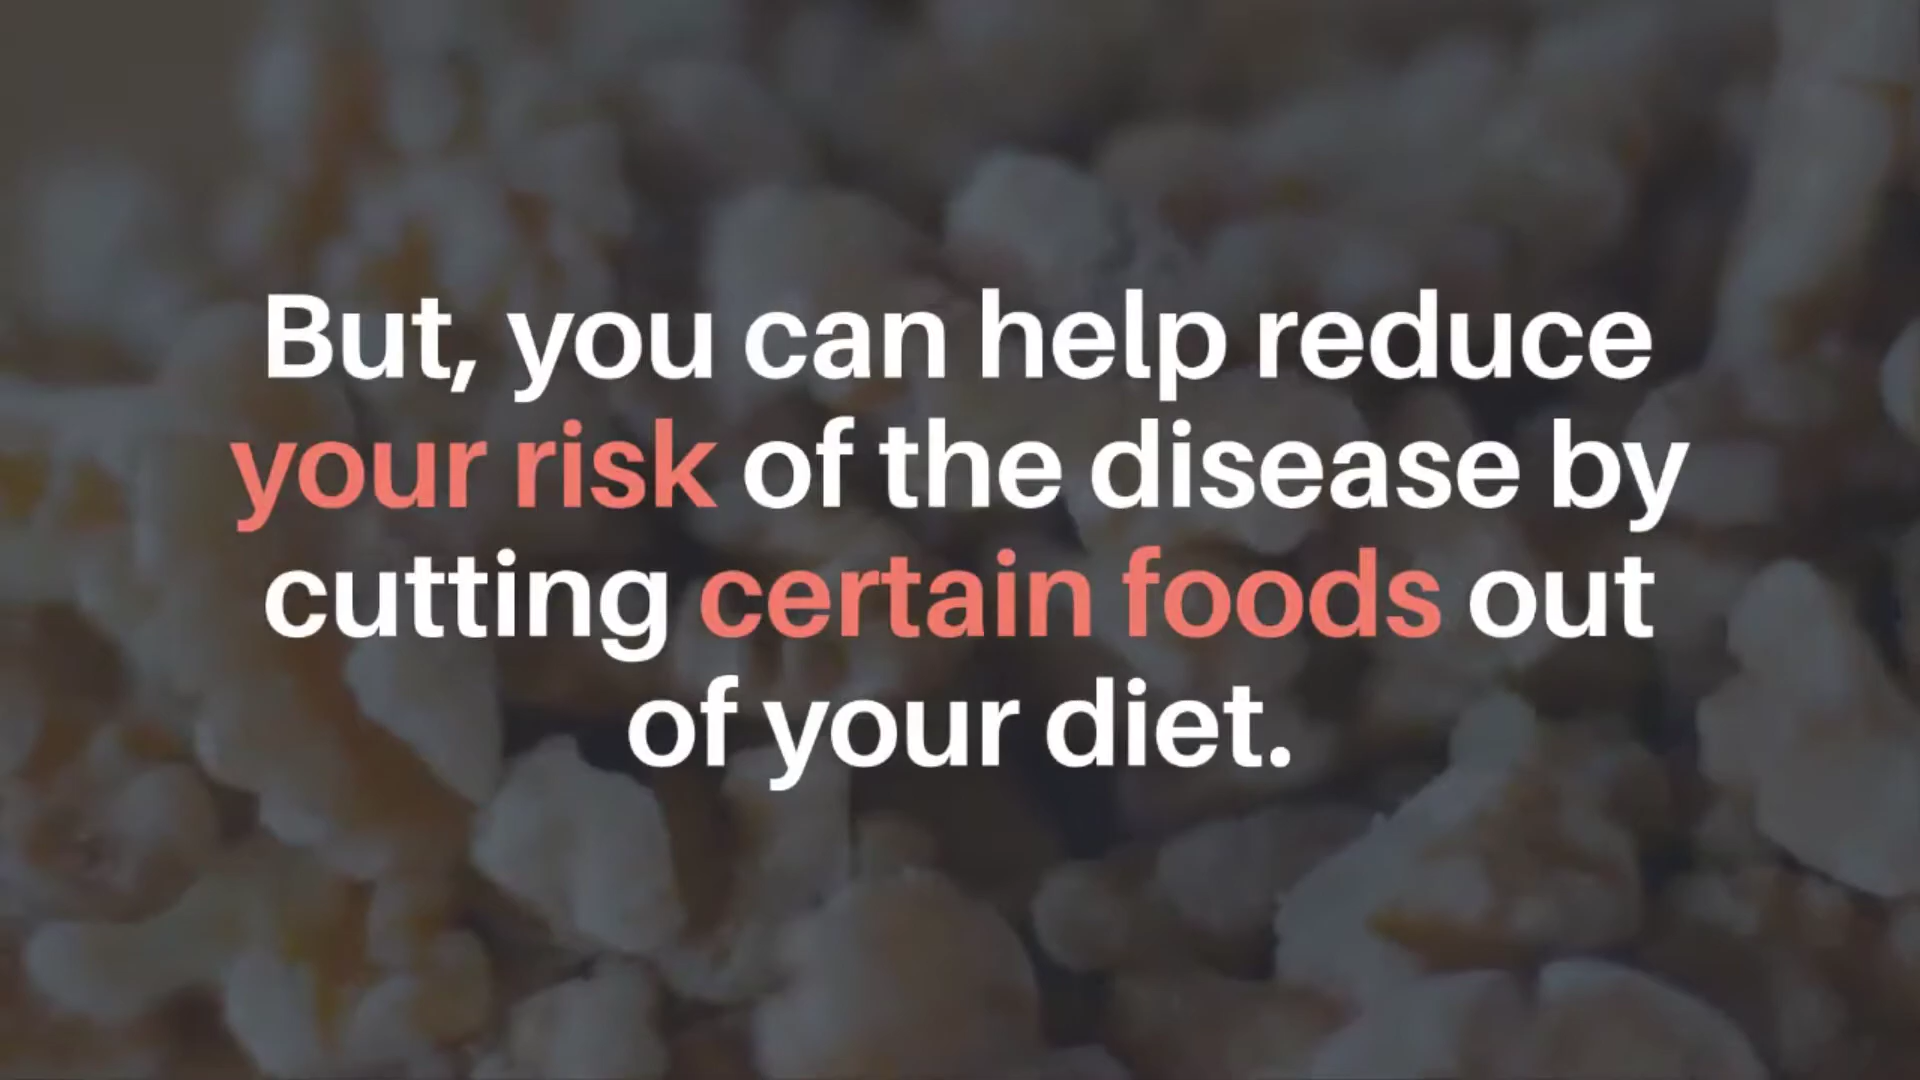 But, you can help reduce
your risk of the disease by
cutting certain foods out
of your diet.